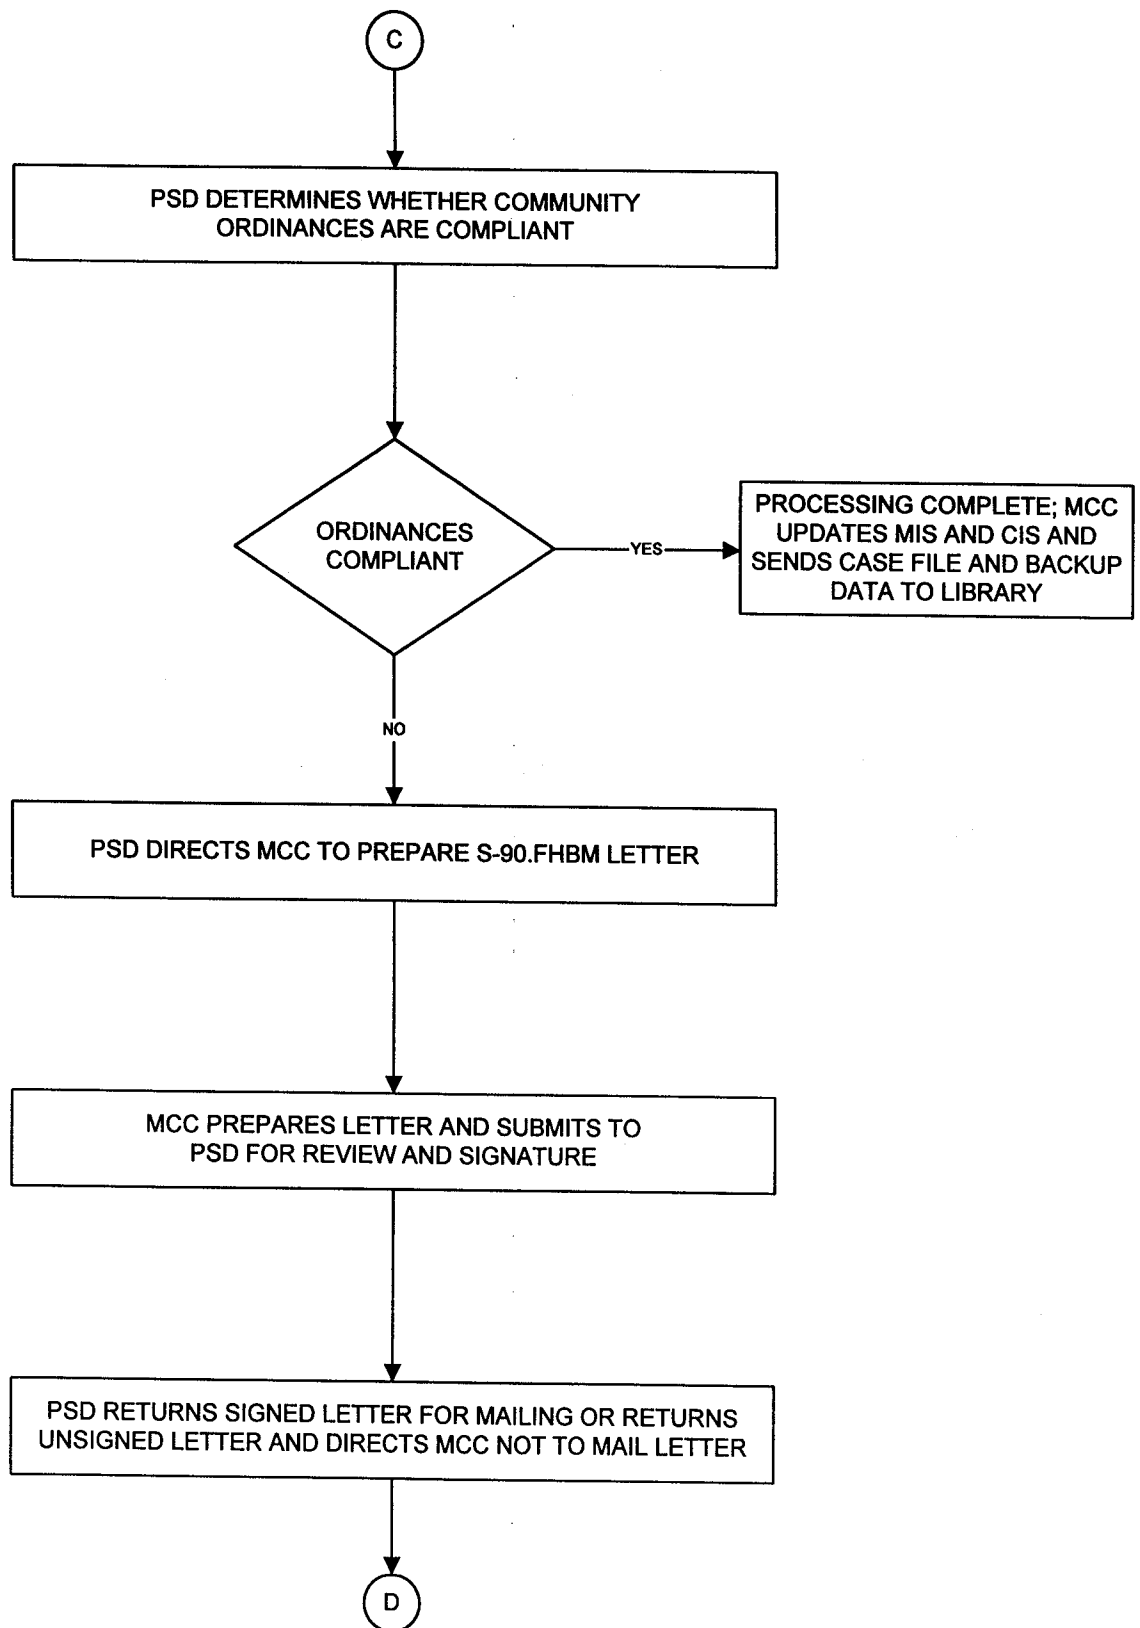 C
PSD DETERMINES WHETHER COMMUNITY
ORDINANCES ARE COMPLIANT
ORDINANCES
COMPLIANT
YES
PROCESSING COMPLETE; MCC
UPDATES MIS AND CIS AND
SENDS CASE FILE AND BACKUP
DATA TO LIBRARY
NO
PSD DIRECTS MCC TO PREPARE S-90.FHBM LETTER
MCC PREPARES LETTER AND SUBMITS TO
PSD FOR REVIEW AND SIGNATURE
PSD RETURNS SIGNED LETTER FOR MAILING OR RETURNS
UNSIGNED LETTER AND DIRECTS MCC NOT TO MAIL LETTER
D